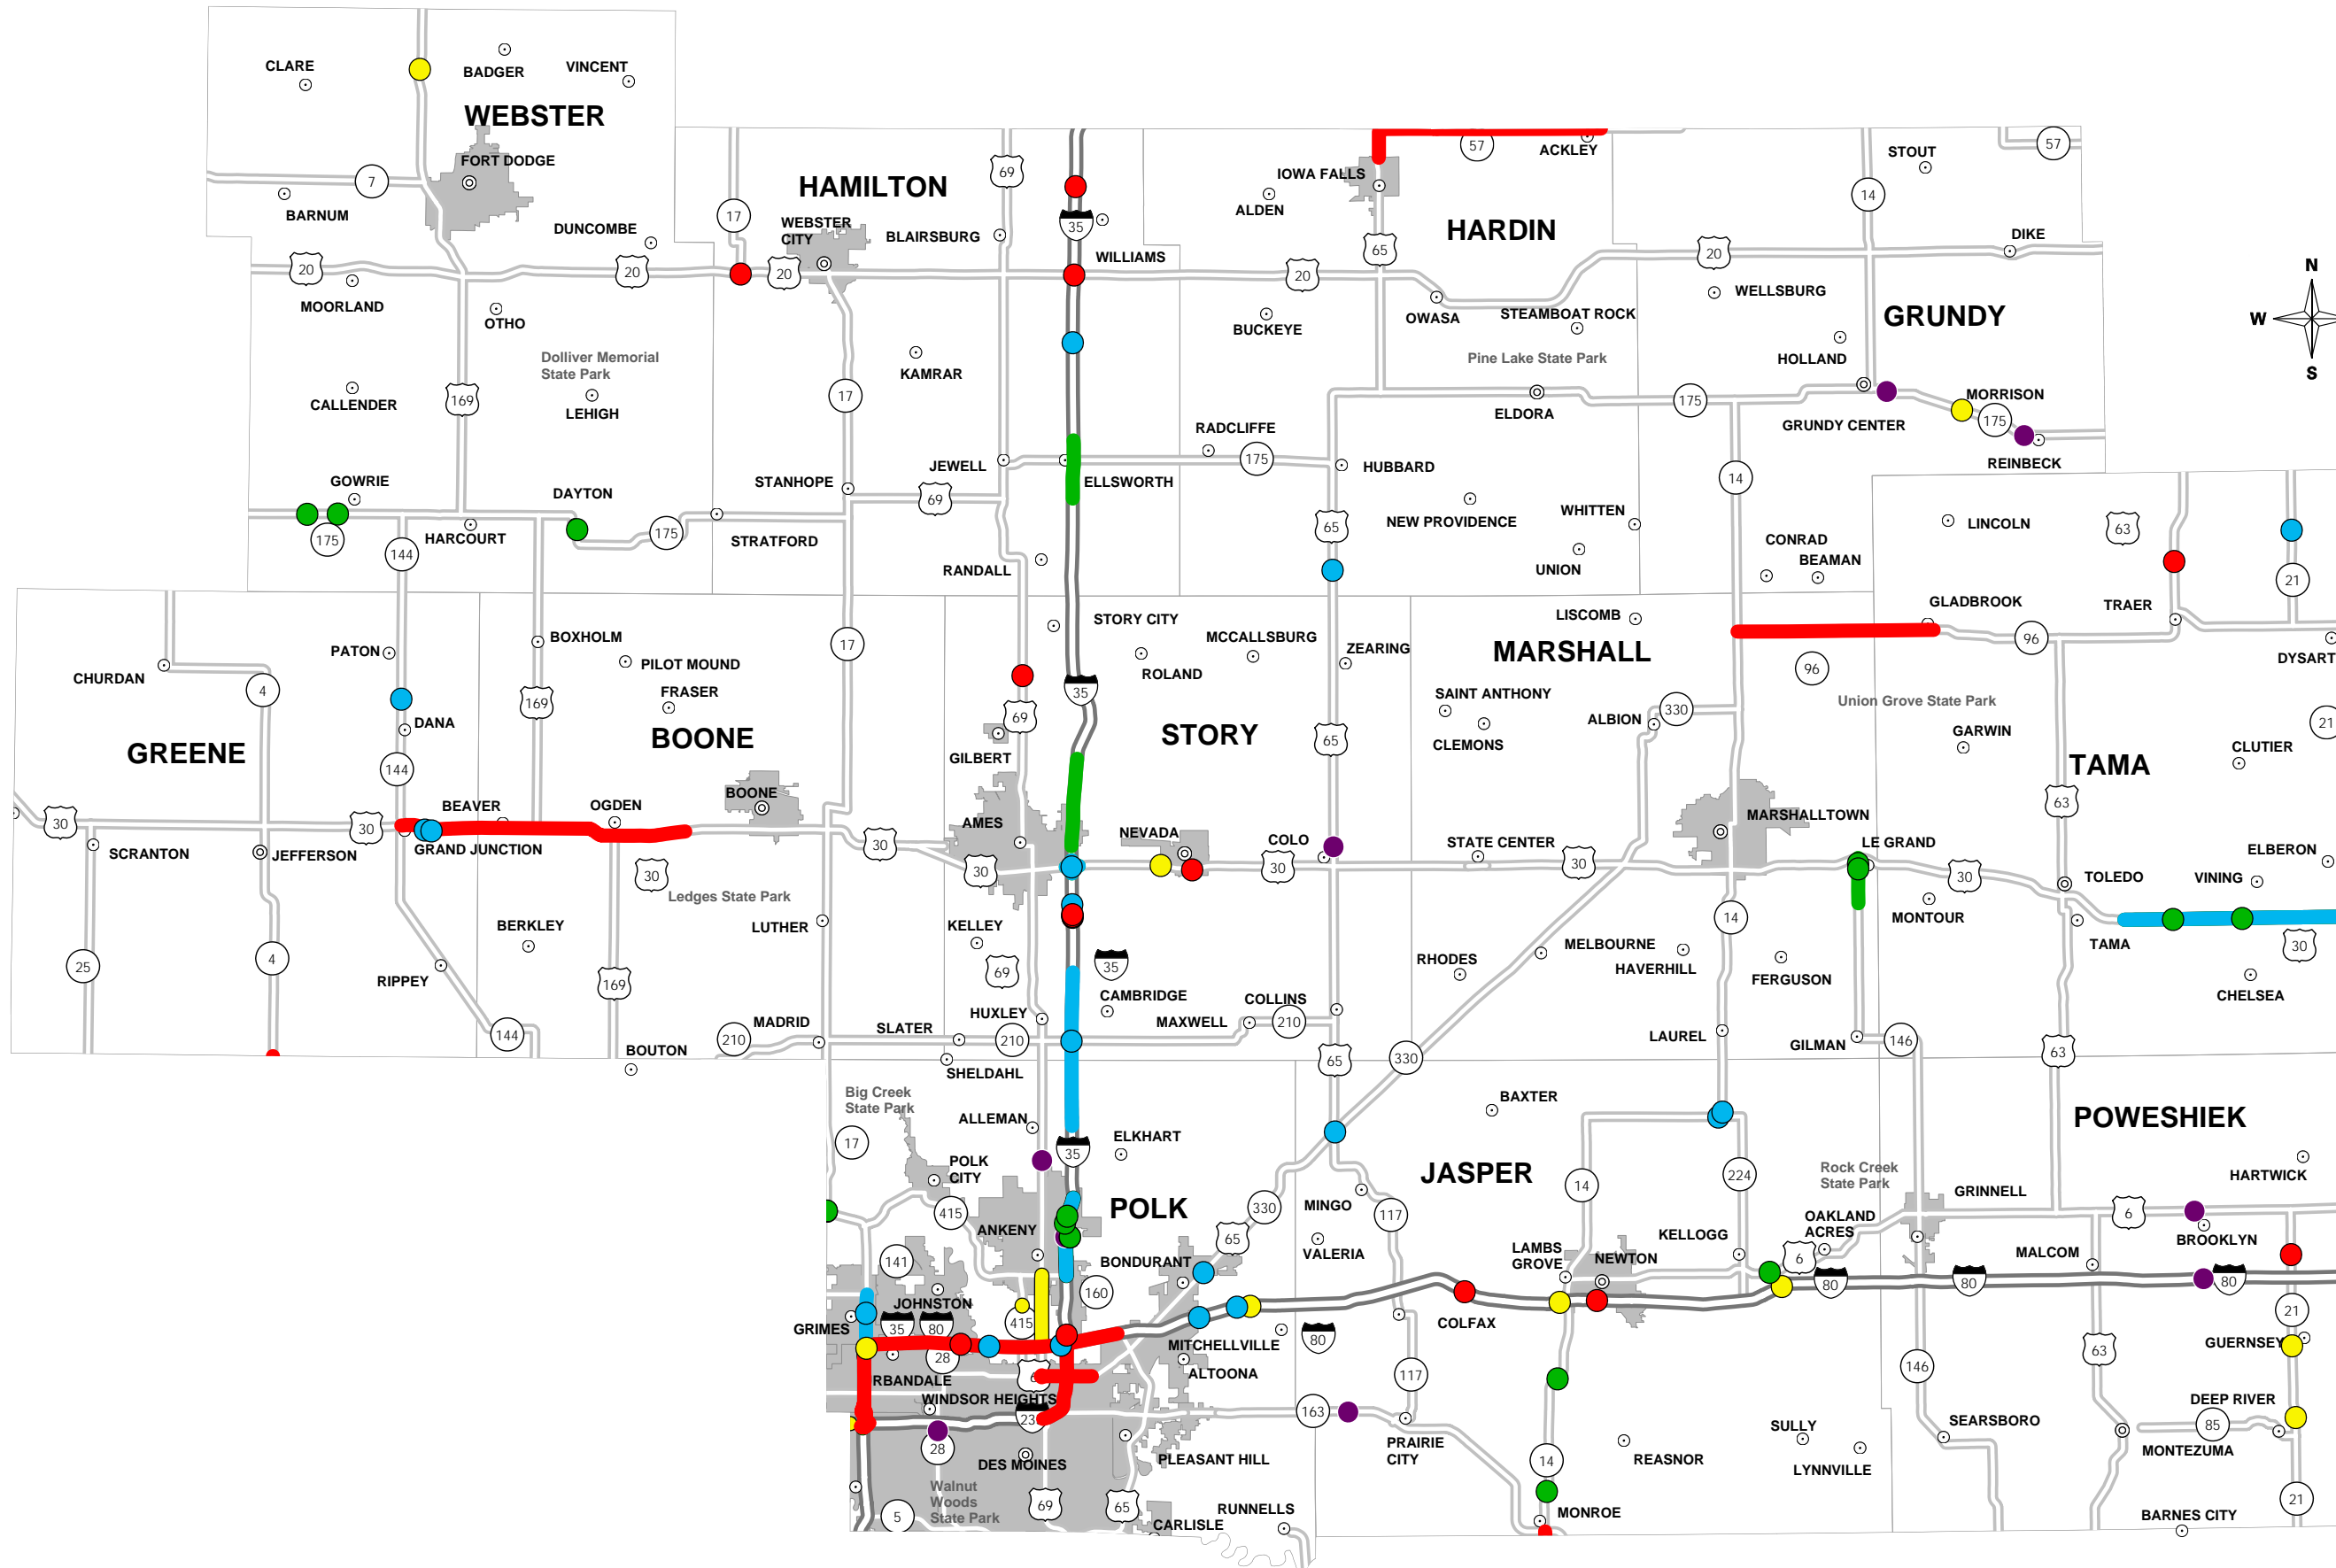 CLARE
BADGER
VINCENT
WEBSTER
FORT DODGE
7
BARNUM
DUNCOMBE
20
MOORLAND
20
OTHO
Dolliver Memorial
State Park
CALLENDER
169
LEHIGH
GOWRIE
DAYTON
175
HARCOURT
144
175
HAMILTON
69
17
WEBSTER
CITY
BLAIRSBURG
35
WILLIAMS
20
KAMRAR
17
JEWELL
ELLSWORTH
STANHOPE
69
STRATFORD
RANDALL
57
ACKLEY
IOWA FALLS
ALDEN
HARDIN
65
20
BUCKEYE
OWASA
STEAMBOAT ROCK
Pine Lake State Park
ELDORA
RADCLIFFE
175
HUBBARD
65
NEW PROVIDENCE
WHITTEN
UNION
57
STOUT
14
DIKE
20
WELLSBURG
GRUNDY
HOLLAND
175
MORRISON
175
GRUNDY CENTER
REINBECK
14
CONRAD
BEAMAN
N
W
S
LINCOLN
63
21
GLADBROOK
TRAER
96
DYSART
96
Union Grove State Park
21
GARWIN
CLUTIER
TAMA
63
ELBERON
TOLEDO
VINING
30
MONTOUR
TAMA
30
CHELSEA
63
CHURDAN
4
PATON
DANA
GREENE
144
30
30
SCRANTON
JEFFERSON
GRAND JUNCTION
25
4
RIPPEY
144
BOXHOLM
PILOT MOUND
FRASER
169
17
BOONE
BEAVER
OGDEN
BOONE
30
30
Ledges State Park
BERKLEY
LUTHER
169
210
MADRID
BOUTON
STORY CITY
MCCALLSBURG
ROLAND
ZEARING
35
69
STORY
65
GILBERT
AMES
NEVADA
COLO
30
30
KELLEY
69
35
CAMBRIDGE
COLLINS
HUXLEY
MAXWELL
210
SLATER
210
SHELDAHL
65
LISCOMB
MARSHALL
SAINT ANTHONY
CLEMONS
ALBION
330
MARSHALLTOWN
STATE CENTER
30
LE GRAND
14
MELBOURNE
HAVERHILL
RHODES
FERGUSON
LAUREL
GILMAN
146
330
Big Creek
State Park
ALLEMAN
17
ELKHART
35
POLK
CITY
415
POLK
ANKENY
330
65
141
BONDURANT
160
JOHNSTON
GRIMES
35
80
415
28
MITCHELLVILLE
80
ALTOONA
RBANDALE
WINDSOR HEIGHTS
28
DES MOINES
PLEASANT HILL
Walnut
Woods
State Park
69
65
5
RUNNELLS
CARLISLE
BAXTER
JASPER
14
224
MINGO
117
VALERIA
LAMBS
GROVE
NEWTON
KELLOGG
COLFAX
117
163
PRAIRIE
CITY
14
REASNOR
SULLY
LYNNVILLE
MONROE
POWESHIEK
Rock Creek
State Park
HARTWICK
GRINNELL
OAKLAND
ACRES
6
6
BROOKLYN
MALCOM
80
80
80
21
GUERNSEY
146
63
DEEP RIVER
85
SEARSBORO
MONTEZUMA
21
BARNES CITY